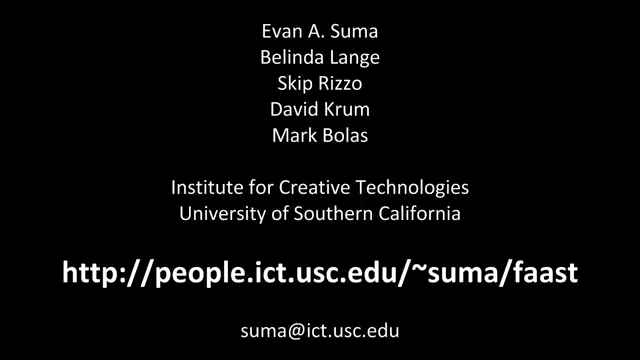 Evan A. Suma
Belinda Lange
Skip Rizzo
David Krum
Mark Bolas
Institute for Creative Technologies
University of Southern California
http://people.ict.usc.edu/~suma/faast
suma@ict.usc.edu